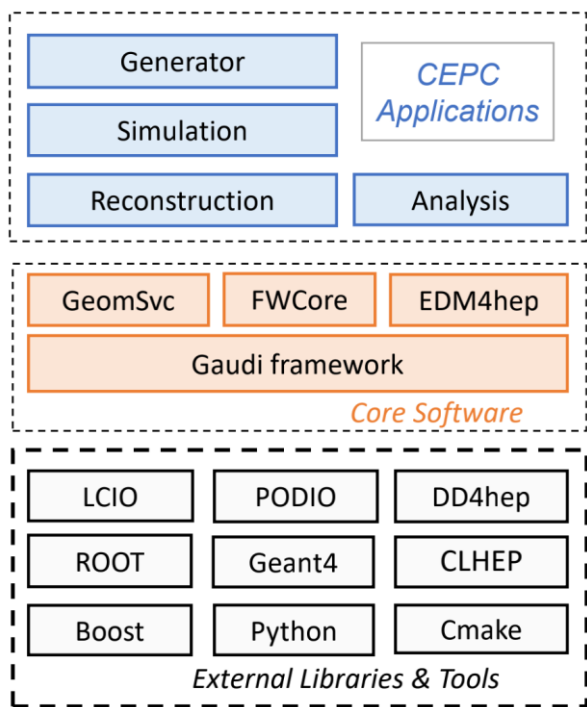 Generator
CEPC
Applications
Simulation
Reconstruction
Analysis
GeomSvc
FWCore
EDM4hep
Gaudi framework
Core Software
LCIO
PODIO
DD4hep
ROOT
Geant4
CLHEP
Boost
Python
Cmake
External Libraries & Tools